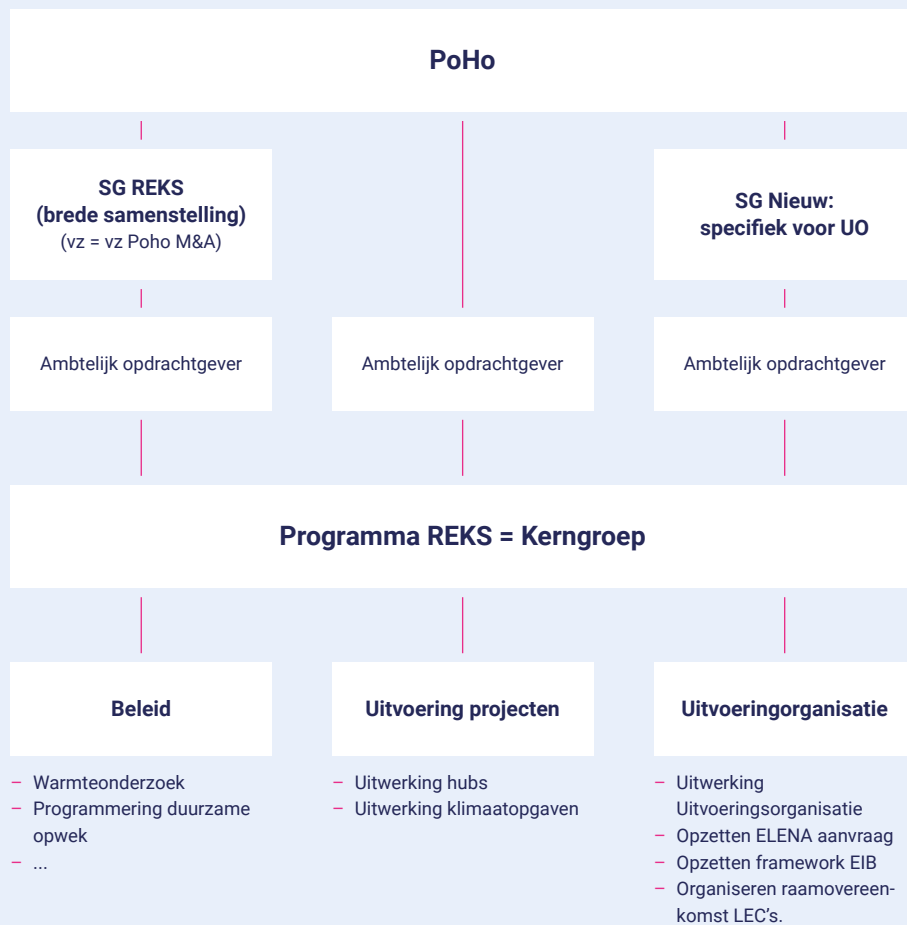 PoHo
SG REKS
(brede samenstelling)
(vz = vz Poho M&A)
SG Nieuw:
specifiek voor UO
Ambtelijk opdrachtgever
Ambtelijk opdrachtgever
Ambtelijk opdrachtgever
Programma REKS = Kerngroep
Beleid
– Warmteonderzoek
– Programmering duurzame
opwek
– ...
Uitvoering projecten
– Uitwerking hubs
– Uitwerking klimaatopgaven
Uitvoeringorganisatie
– Uitwerking
Uitvoeringsorganisatie
– Opzetten ELENA aanvraag
– Opzetten framework EIB
– Organiseren raamovereen-
komst LEC's.